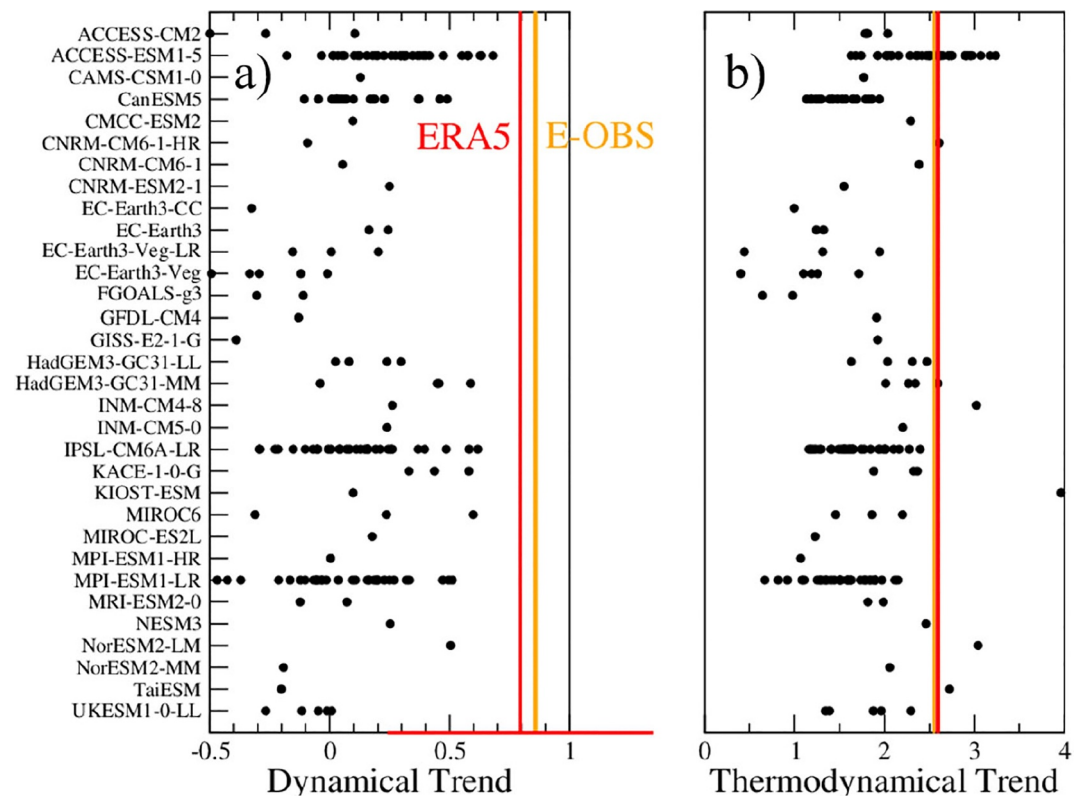 ACCESS-CM2
ACCESS-ESM1-5
CAMS-CSM1-0
CanESM5
CMCC-ESM2
CNRM-CM6-1-HR
CNRM-CM6-1
CNRM-ESM2-1
EC-Earth3-CC
EC-Earth3
EC-Earth3-Veg-LR
EC-Earth3-Veg
FGOALS-g3
GFDL-CM4
GISS-E2-1-G
HadGEM3-GC31-LL
HadGEM3-GC31-MM
INM-CM4-8
INM-CM5-0
IPSL-CM6A-LR
KACE-1-0-G
KIOST-ESM
MIROC6
MIROC-ES2L
MPI-ESM1-HR
MPI-ESM1-LR
MRI-ESM2-0
NESM3
NorESM2-LM
NorESM2-MM
TaiESM
UKESM1-0-LL
a)
ERA5
E-OBS
-0.5 0 0.5 1
Dynamical Trend
b)
0 1 2 3 4
Thermodynamical Trend